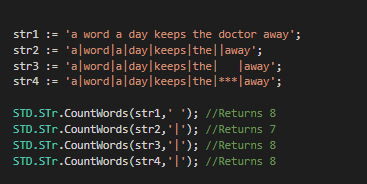 str1 := 'a word a day keeps the doctor away';
str2 := 'a|word|a|day|keeps|the||away';
str3 := 'a|word|a|day|keeps|the|   |away';
str4 := 'a|word|a|day|keeps|the|***|away';
STD.STr.CountWords(str1,' '); //Returns 8
STD.STr.CountWords(str2,'|'); //Returns 7
STD.STr.CountWords(str3,'|'); //Returns 8
STD.STr.CountWords(str4,'|'); //Returns 8